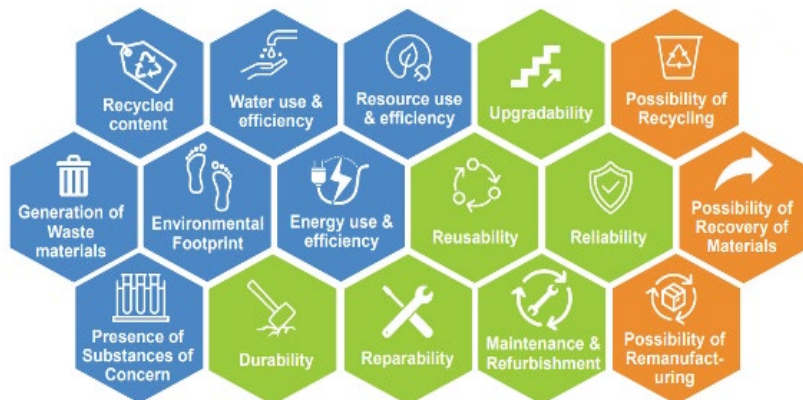 Recycled
content
Water use &
efficiency
Resource use
& efficiency
Upgradability
Possibility of
Recycling
Generation of
Waste
materials
Environmental
Footprint
Energy use &
efficiency
Reusability
Reliability
Possibility of
Recovery of
Materials
Presence of
Substances of
Concern
Durability
Reparability
Maintenance &
Refurbishment
Possibility of
Remanufact-
uring